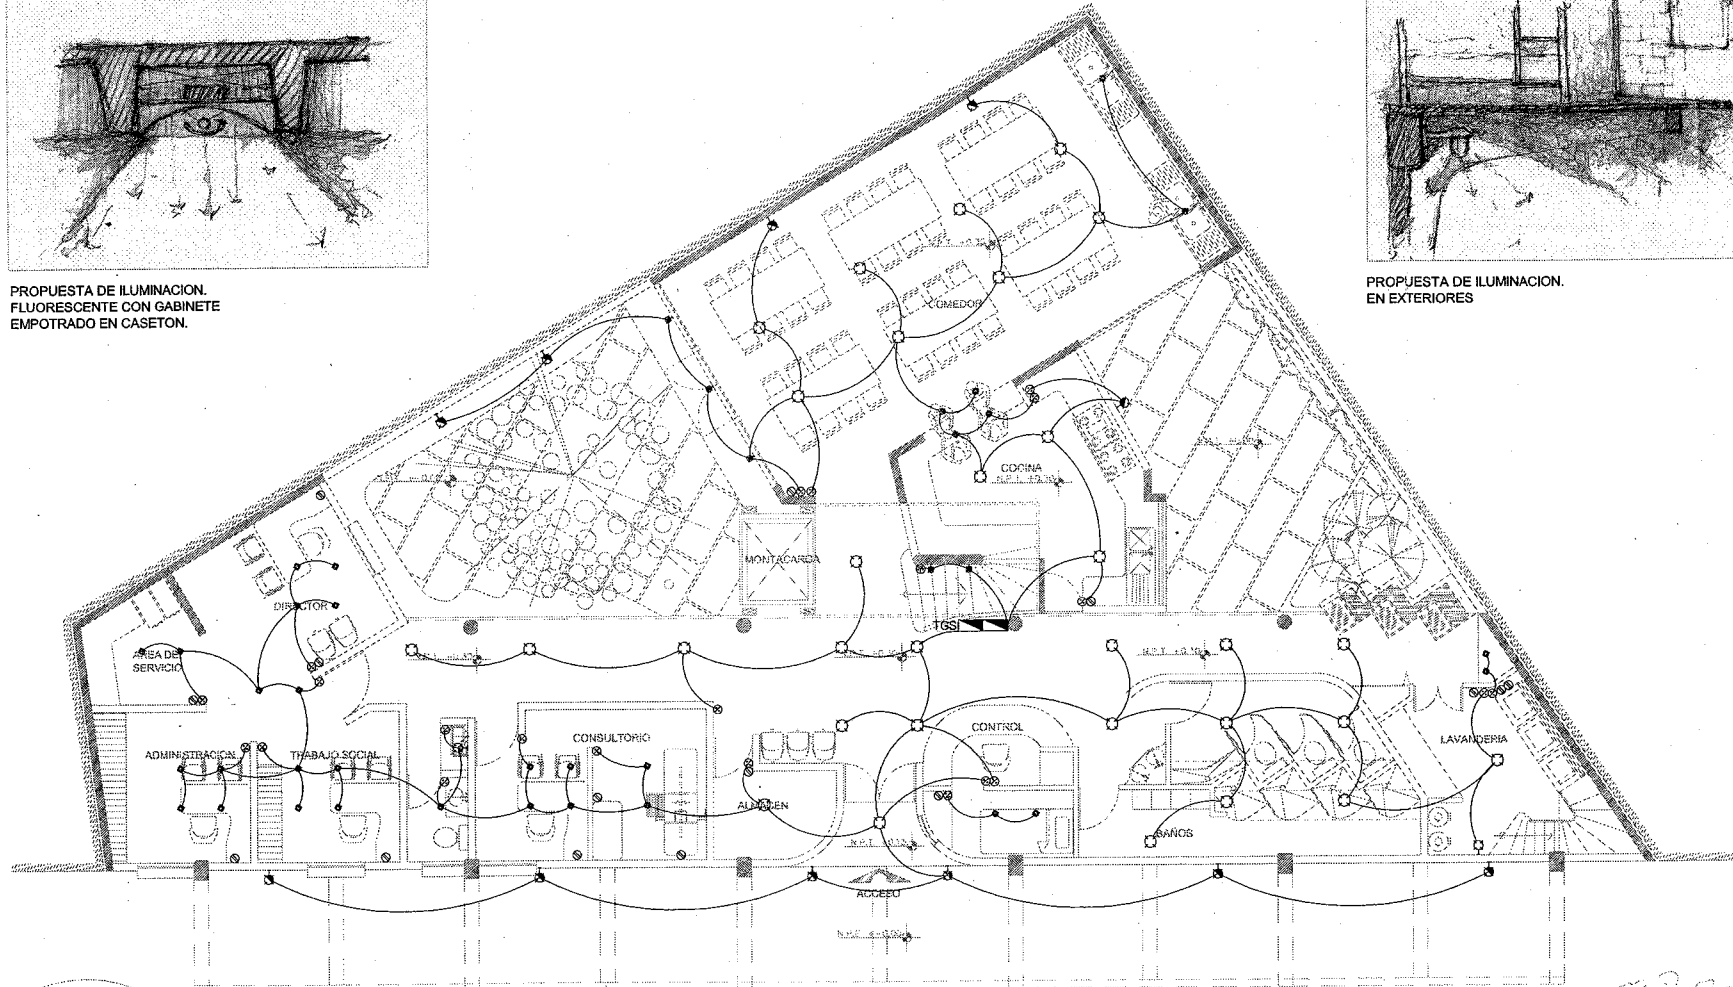 PROPUESTA DE ILUMINACION.
FLUORESCENTE CON GABINETE
EMPOTRADO EN CASETON.
PROPUESTA DE ILUMINACION.
EN EXTERIORES
COMEDOR
COCINA
MONTACARGA
DIRECTOR
TGS
AREA DE
SERVICIO
ADMINISTRACION
TRABAJO SOCIAL
CONSULTORIO
CONTROL
LAVANDERIA
ALMACEN
BAÑOS
ACCESO